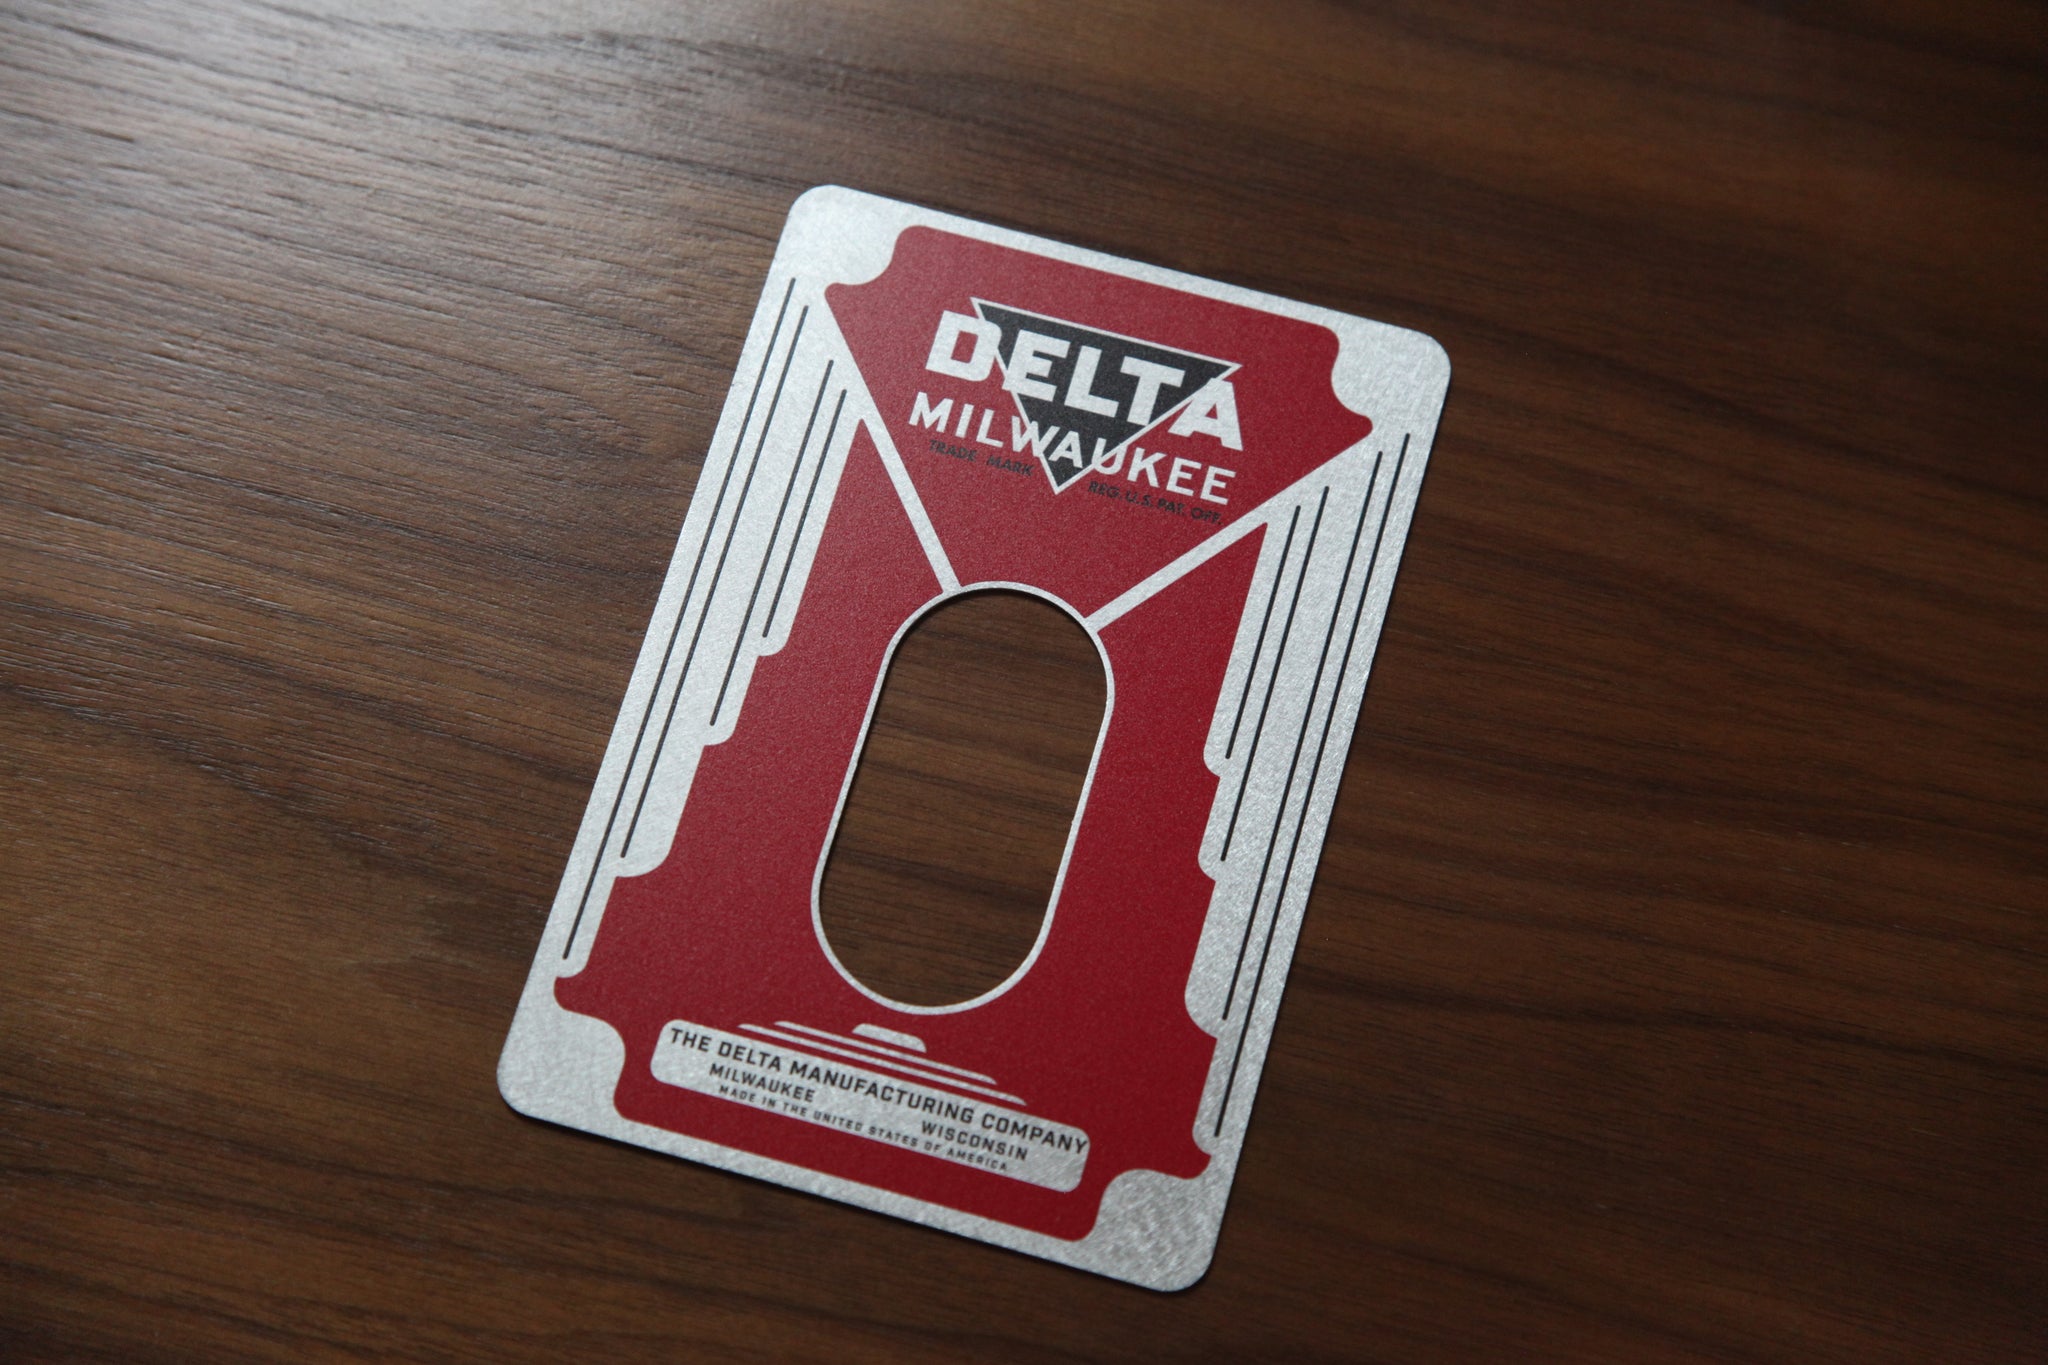 DELTA
MILWAUKEE
TRADE MARK REG. U.S. PAT. OFF.
THE DELTA MANUFACTURING COMPANY
MILWAUKEE WISCONSIN
MADE IN THE UNITED STATES OF AMERICA